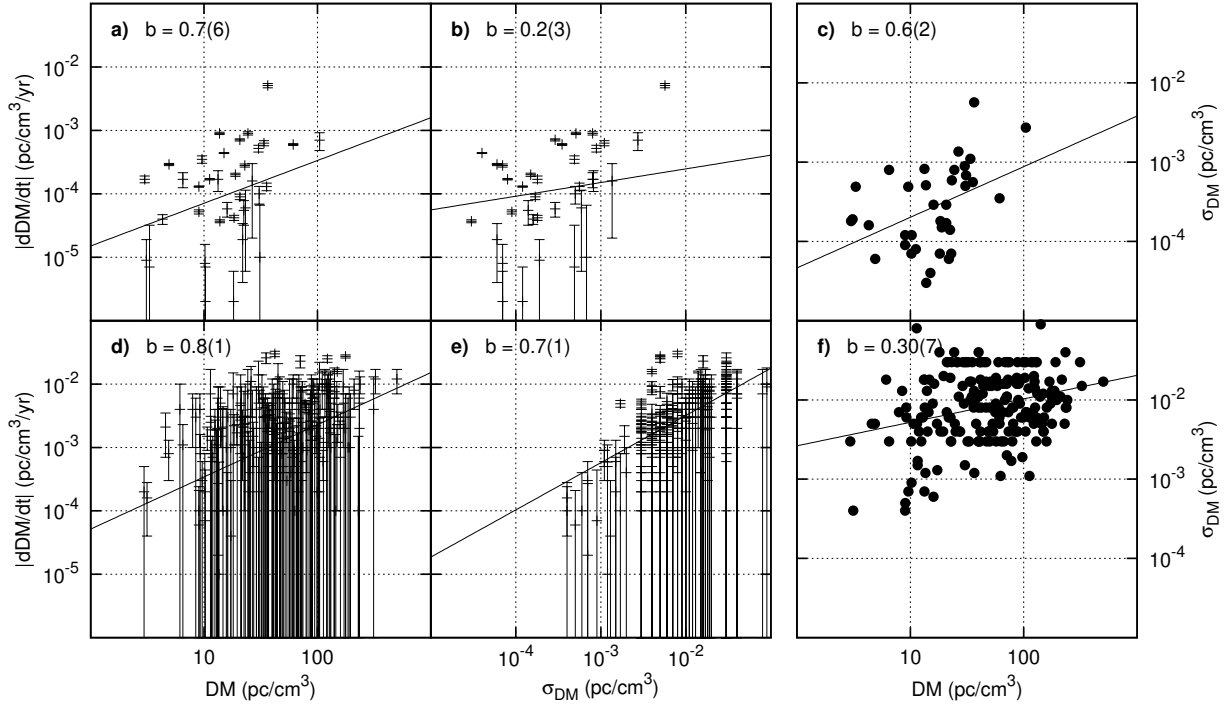 a) b = 0.7(6)
b) b = 0.2(3)
c) b = 0.6(2)
10⁻²
10⁻³
10⁻⁴
10⁻⁵
|dDM/dt| (pc/cm³/yr)
10⁻²
10⁻³
10⁻⁴
σDM (pc/cm³)
d) b = 0.8(1)
e) b = 0.7(1)
f) b = 0.30(7)
10⁻²
10⁻³
10⁻⁴
10⁻⁵
|dDM/dt| (pc/cm³/yr)
10⁻²
10⁻³
10⁻⁴
σDM (pc/cm³)
10 100
10⁻⁴ 10⁻³ 10⁻²
10 100
DM (pc/cm³)
σDM (pc/cm³)
DM (pc/cm³)